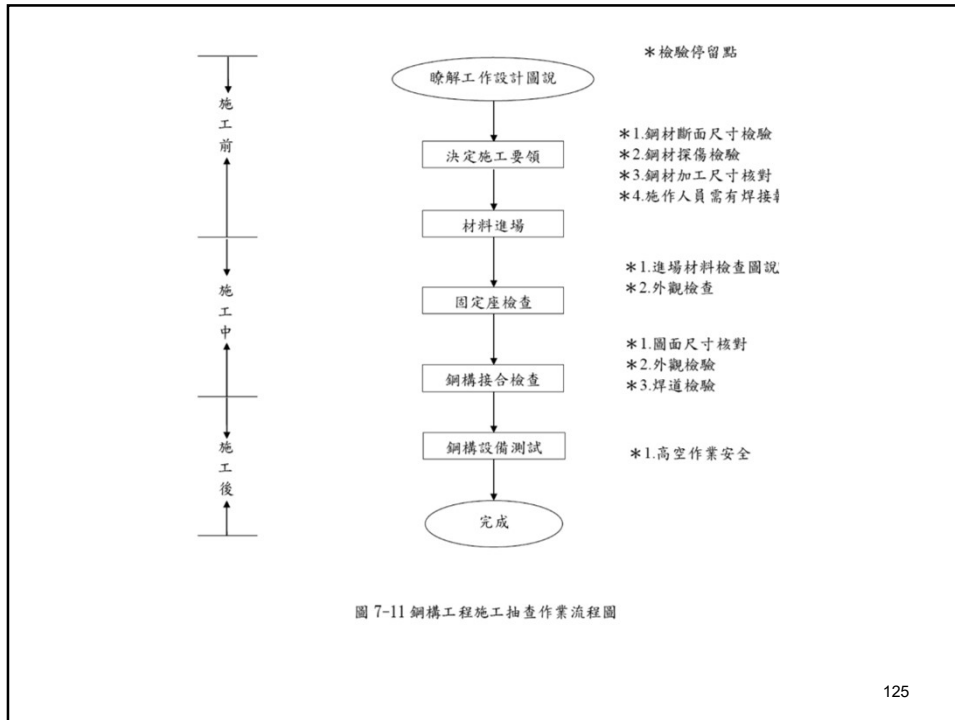 ＊檢驗停留點
瞭解工作設計圖說
施工前
決定施工要領
＊1.鋼材斷面尺寸檢驗
＊2.鋼材探傷檢驗
＊3.鋼材加工尺寸核對
＊4.施作人員需有焊接
材料進場
施工中
＊1.進場材料檢查圖說
＊2.外觀檢查
固定座檢查
＊1.圖面尺寸核對
＊2.外觀檢驗
＊3.焊道檢驗
鋼構接合檢查
施工後
鋼構設備測試
＊1.高空作業安全
完成
圖 7-11 鋼構工程施工抽查作業流程圖
125